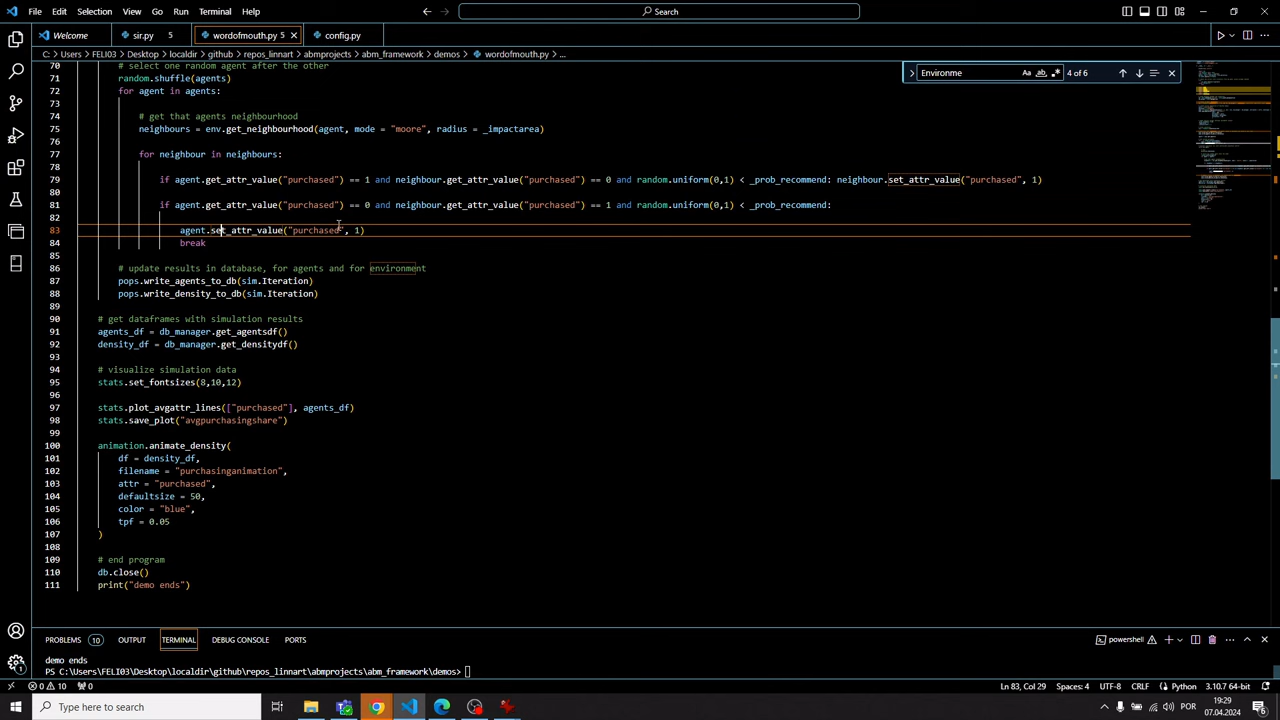 File Edit Selection View Go Run Terminal Help
Search
Welcome
sir.py 5
wordofmouth.py 5
config.py
C: > Users > FELI03 > Desktop > localdir > github > repos_linnart > abmprojects > abm_framework > demos > wordofmouth.py > ...
Environme
Aa
ab
4 of 6
70 # select one random agent after the other
71 random.shuffle(agents)
72 for agent in agents:
73
74 # get that agents neighbourhood
75 neighbours = env.get_neighbourhood(agent, mode = "moore", radius = _impactarea)
76
77 for neighbour in neighbours:
78
79 if agent.get_attr_value("purchased") == 1 and neighbour.get_attr_value("purchased") == 0 and random.uniform(0,1) < _prob_recommend: neighbour.set_attr_value("purchased", 1)
80
81 if agent.get_attr_value("purchased") == 0 and neighbour.get_attr_value("purchased") == 1 and random.uniform(0,1) < _prob_recommend:
82
83 agent.set_attr_value("purchased", 1)
84 break
85
86 # update results in database, for agents and for environment
87 pops.write_agents_to_db(sim.Iteration)
88 pops.write_density_to_db(sim.Iteration)
89
90 # get dataframes with simulation results
91 agents_df = db_manager.get_agentsdf()
92 density_df = db_manager.get_densitydf()
93
94 # visualize simulation data
95 stats.set_fontsizes(8,10,12)
96
97 stats.plot_avgattr_lines(["purchased"], agents_df)
98 stats.save_plot("avgpurchasingshare")
99
100 animation.animate_density(
101 df = density_df,
102 filename = "purchasinganimation",
103 attr = "purchased",
104 defaultsize = 50,
105 color = "blue",
106 tpf = 0.05
107 )
108
109 # end program
110 db.close()
111 print("demo ends")
PROBLEMS 10 OUTPUT TERMINAL DEBUG CONSOLE PORTS
powershell
demo ends
PS C:\Users\FELI03\Desktop\localdir\github\repos_linnart\abmprojects\abm_framework\demos>
0 10 0
Ln 83, Col 29 Spaces: 4 UTF-8 CRLF Python 3.10.7 64-bit
Type here to search
POR
19:29
07.04.2024
5